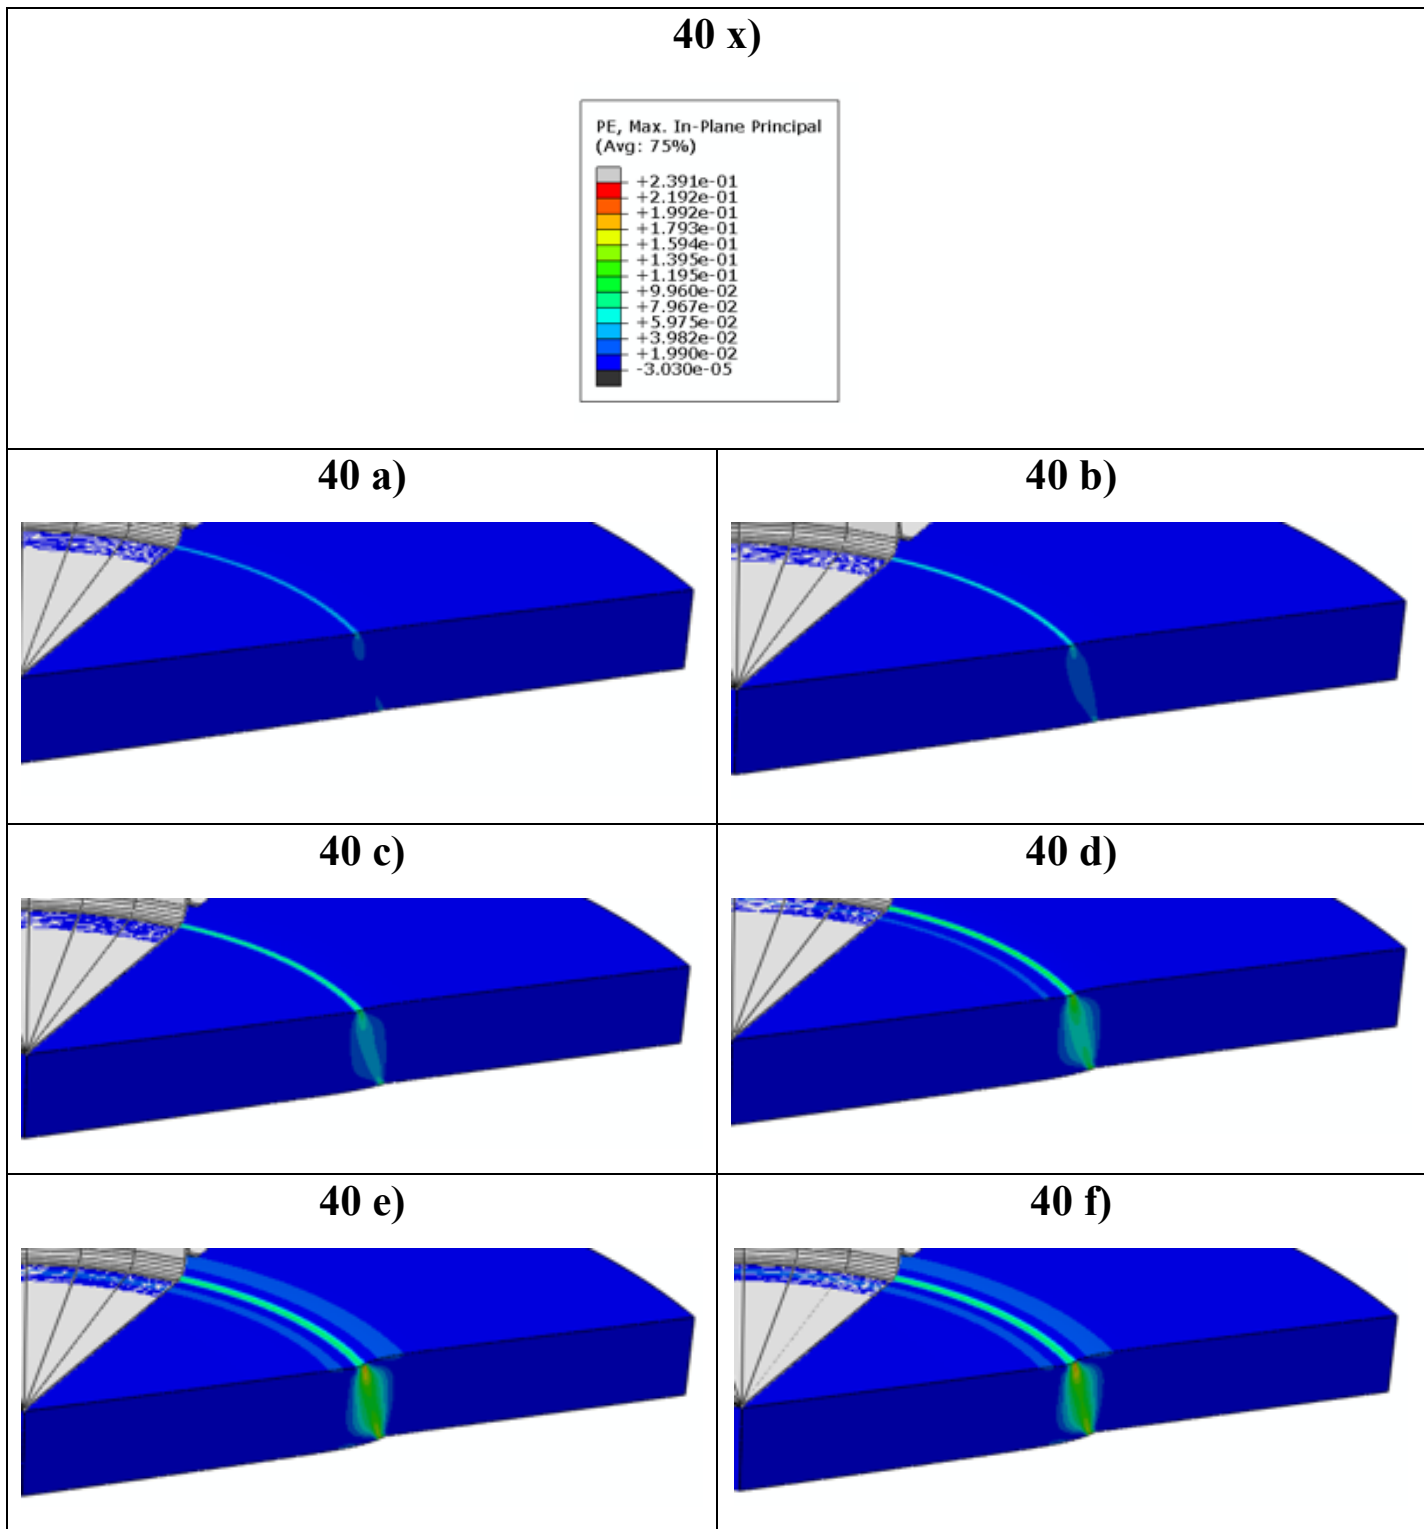 40 x)
PE, Max. In-Plane Principal
(Avg: 75%)
+2.391e-01
+2.192e-01
+1.992e-01
+1.793e-01
+1.594e-01
+1.395e-01
+1.195e-01
+9.960e-02
+7.967e-02
+5.975e-02
+3.982e-02
+1.990e-02
-3.030e-05
40 a)
40 b)
40 c)
40 d)
40 e)
40 f)